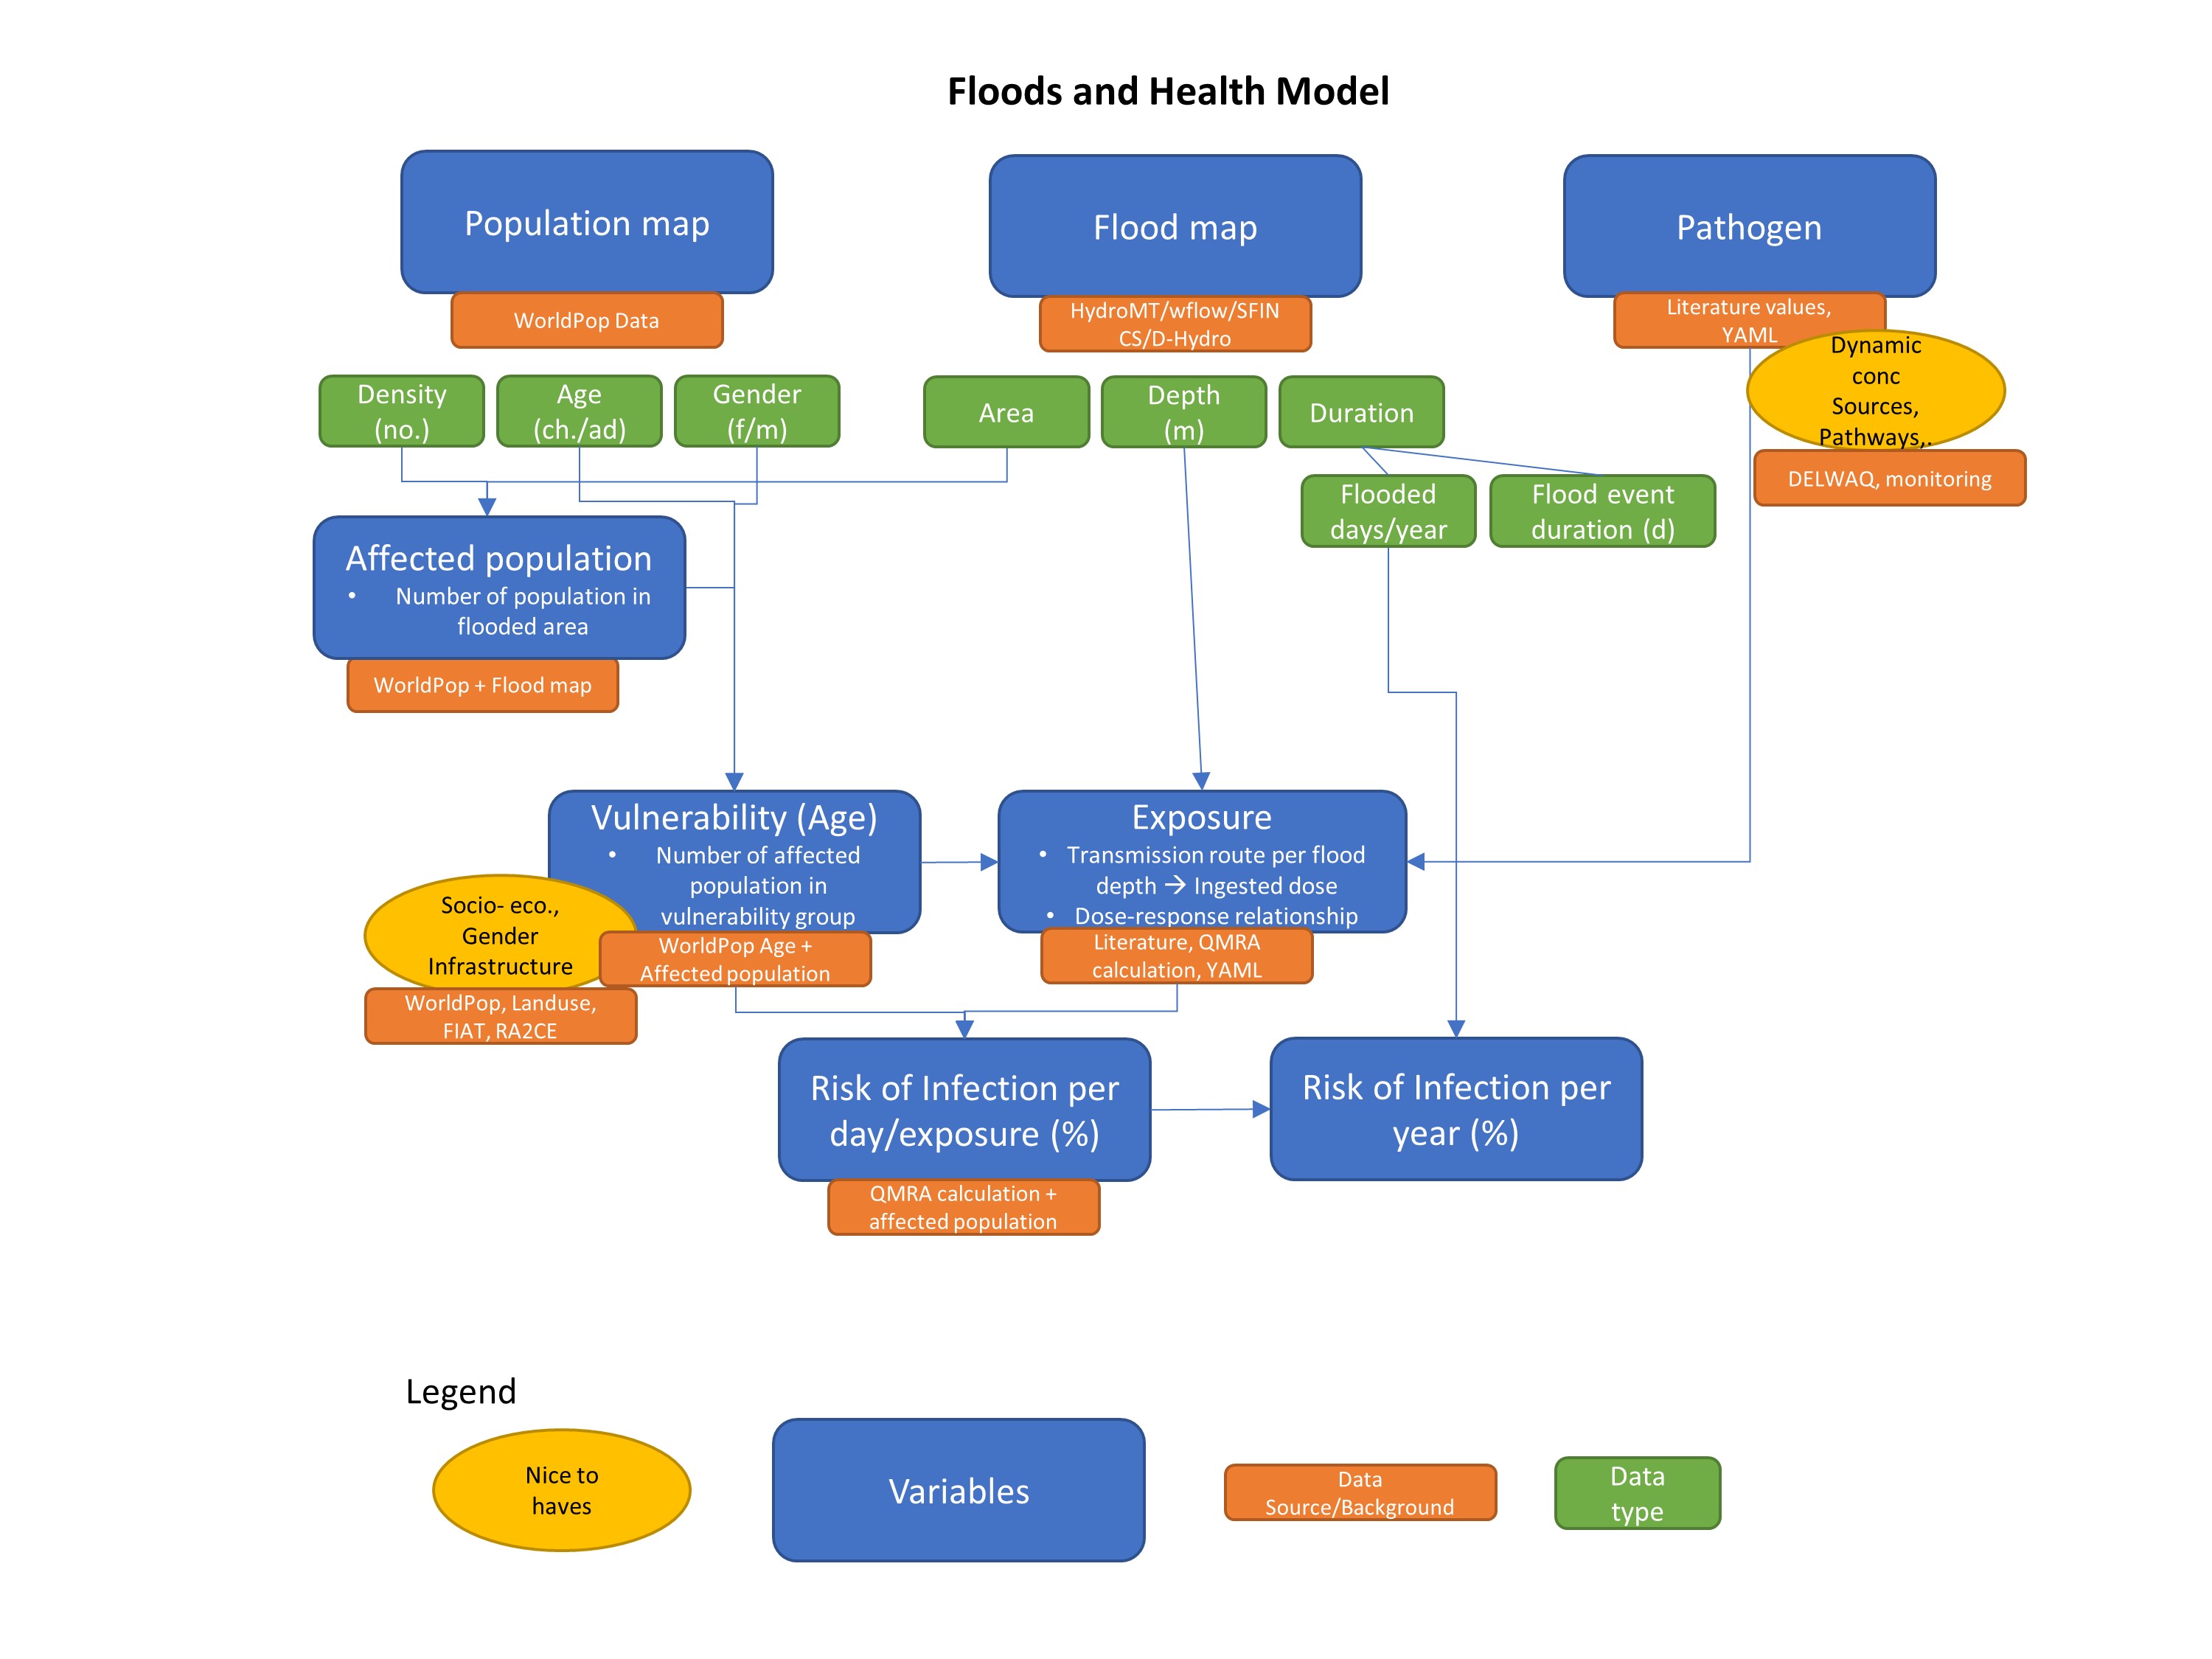 Floods and Health Model
Population map
Flood map
Pathogen
WorldPop Data
HydroMT/wflow/SFIN
CS/D-Hydro
Literature values,
YAML
Dynamic
conc
Sources,
Pathways,.
DELWAQ, monitoring
Density
(no.)
Age
(ch./ad)
Gender
(f/m)
Area
Depth
(m)
Duration
Flooded
days/year
Flood event
duration (d)
Affected population
• Number of population in
flooded area
WorldPop + Flood map
Vulnerability (Age)
• Number of affected
population in
vulnerability group
Socio- eco.,
Gender
Infrastructure
WorldPop Age +
Affected population
WorldPop, Landuse,
FIAT, RA2CE
Exposure
• Transmission route per flood
depth → Ingested dose
• Dose-response relationship
Literature, QMRA
calculation, YAML
Risk of Infection per
day/exposure (%)
QMRA calculation +
affected population
Risk of Infection per
year (%)
Legend
Nice to
haves
Variables
Data
Source/Background
Data
type